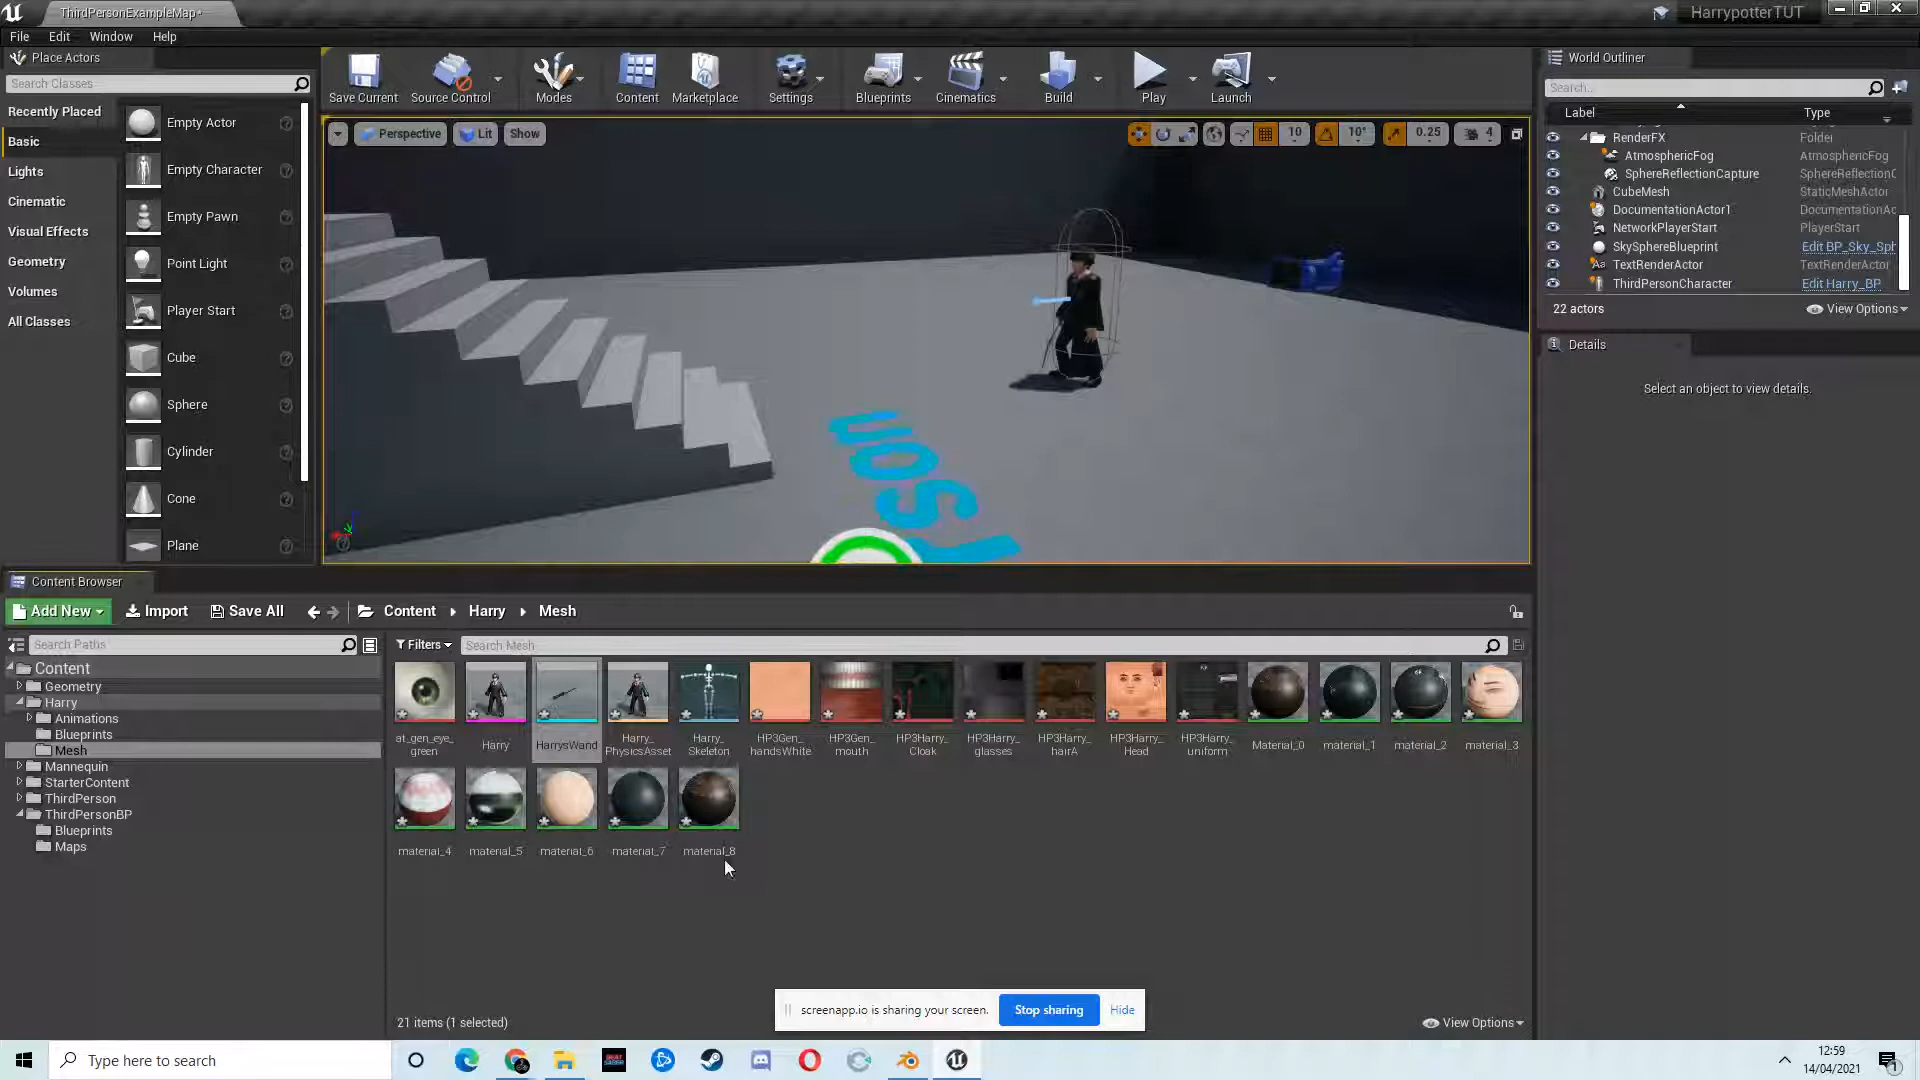 ThirdPersonExampleMap*
HarrypotterTUT
File Edit Window Help
Place Actors
Search Classes
Recently Placed
Basic
Lights
Cinematic
Visual Effects
Geometry
Volumes
All Classes
Empty Actor
Empty Character
Empty Pawn
Point Light
Player Start
Cube
Sphere
Cylinder
Cone
Plane
Save Current Source Control Modes Content Marketplace Settings Blueprints Cinematics Build Play Launch
Perspective Lit Show
10 10° 0.25 4
World Outliner
Search...
Label Type
RenderFX Folder
AtmosphericFog AtmosphericFog
SphereReflectionCapture SphereReflectionC
CubeMesh StaticMeshActor
DocumentationActor1 DocumentationAc
NetworkPlayerStart PlayerStart
SkySphereBlueprint Edit BP_Sky_Sph
TextRenderActor TextRenderActor
ThirdPersonCharacter Edit Harry_BP
22 actors View Options
Details
Select an object to view details.
Content Browser
Add New Import Save All Content Harry Mesh
Search Paths
Content
Geometry
Harry
Animations
Blueprints
Mesh
Mannequin
StarterContent
ThirdPerson
ThirdPersonBP
Blueprints
Maps
Filters Search Mesh
at_gen_eye_green
Harry
HarrysWand
Harry_PhysicsAsset
Harry_Skeleton
HP3Gen_handsWhite
HP3Gen_mouth
HP3Harry_Cloak
HP3Harry_glasses
HP3Harry_hairA
HP3Harry_Head
HP3Harry_uniform
Material_0
material_1
material_2
material_3
material_4
material_5
material_6
material_7
material_8
21 items (1 selected)
View Options
screenapp.io is sharing your screen. Stop sharing Hide
Type here to search
12:59
14/04/2021